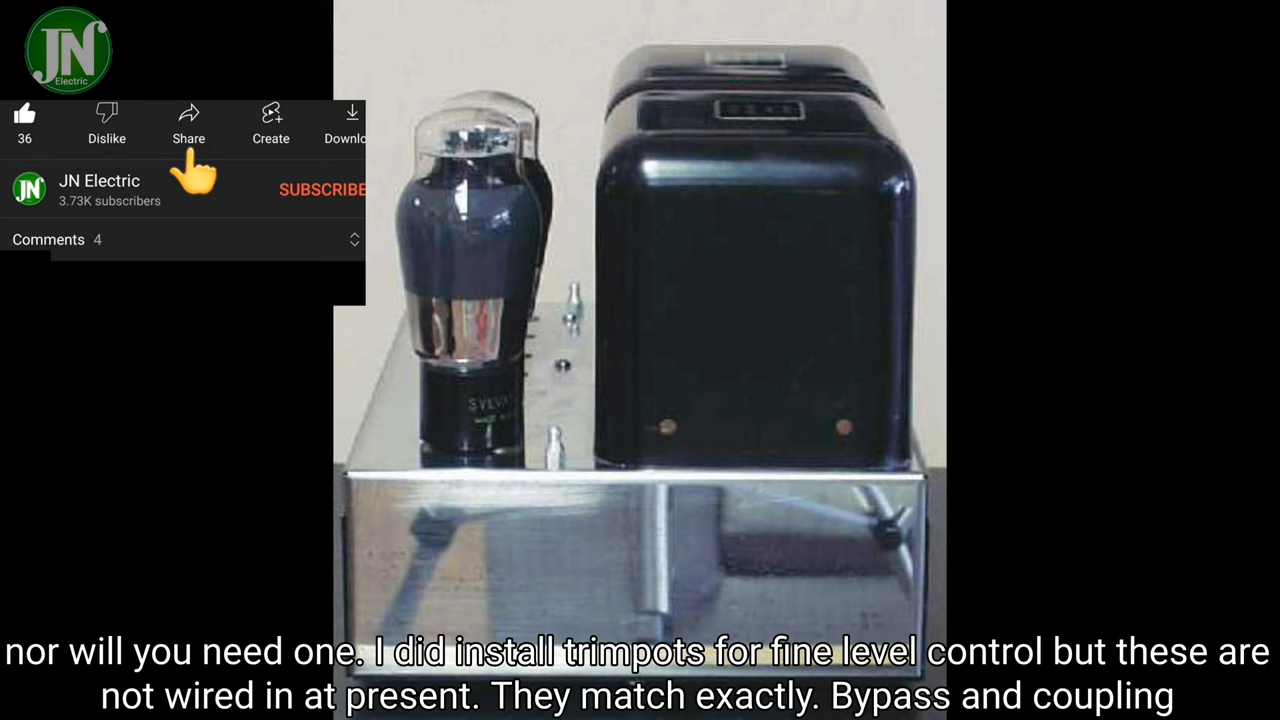 JN
Electric
36
Dislike
Share
Create
Downlo
JN
JN Electric
3.73K subscribers
SUBSCRIBE
Comments 4
SYLV
nor will you need one. I did install trimpots for fine level control but these are
not wired in at present. They match exactly. Bypass and coupling